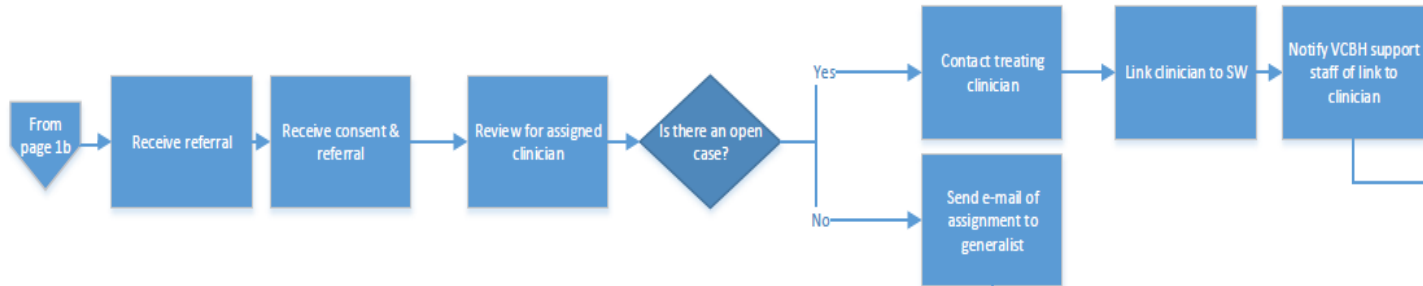 From
page 1b
Receive referral
Receive consent &
referral
Review for assigned
clinician
Is there an open
case?
Yes
Contact treating
clinician
Link clinician to SW
Notify VCBH support
staff of link to
clinician
No
Send e-mail of
assignment to
generalist